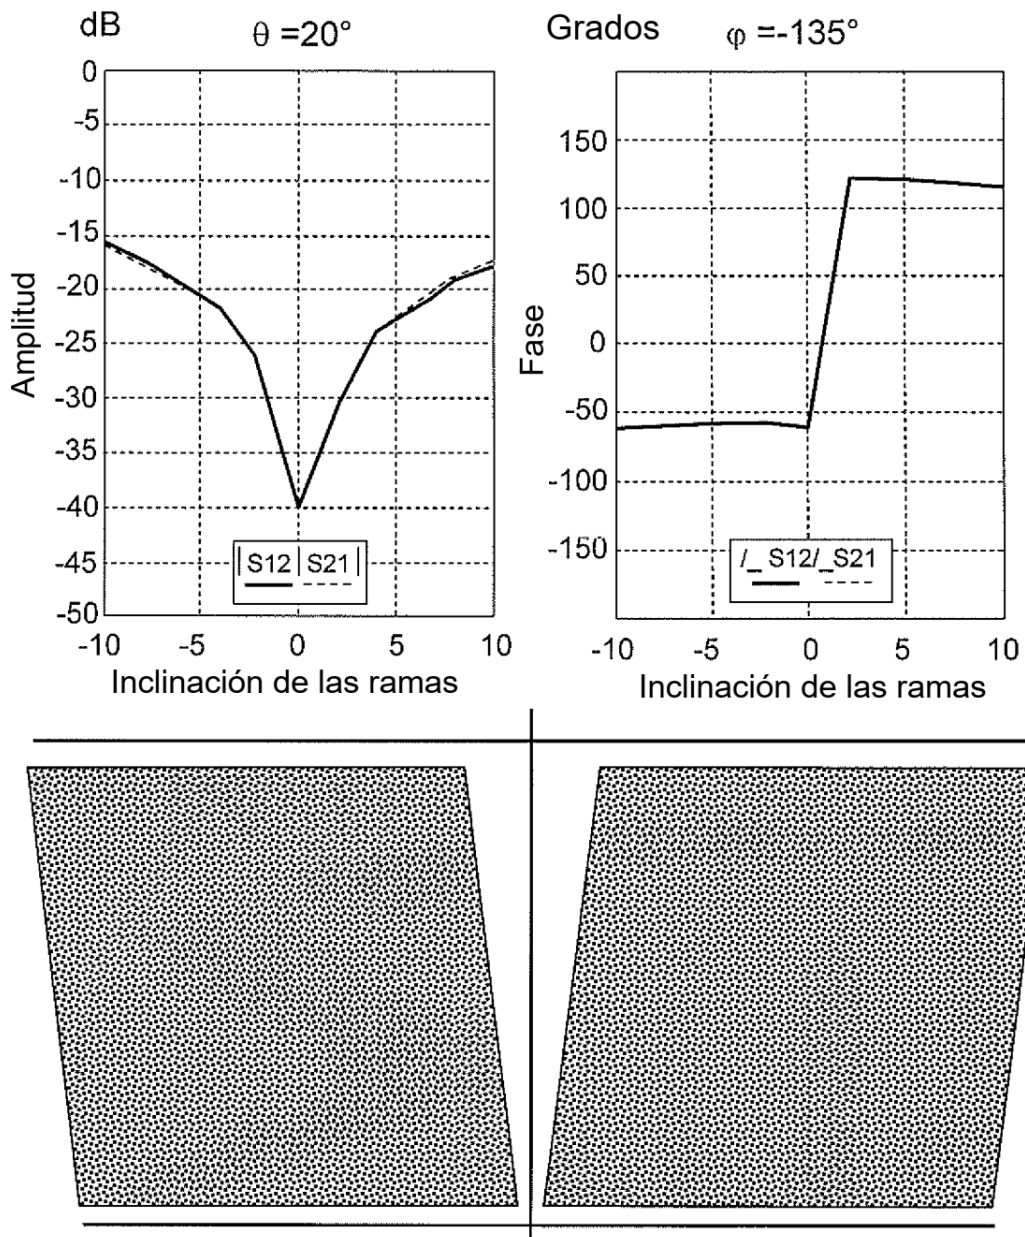 dB
θ =20°
0
-5
-10
-15
-20
-25
-30
-35
-40
-45
-50
Amplitud
| S12 | S21 |
-10 -5 0 5 10
Inclinación de las ramas
Grados
φ =-135°
150
100
50
0
-50
-100
-150
Fase
/_ S12/_S21
-10 -5 0 5 10
Inclinación de las ramas